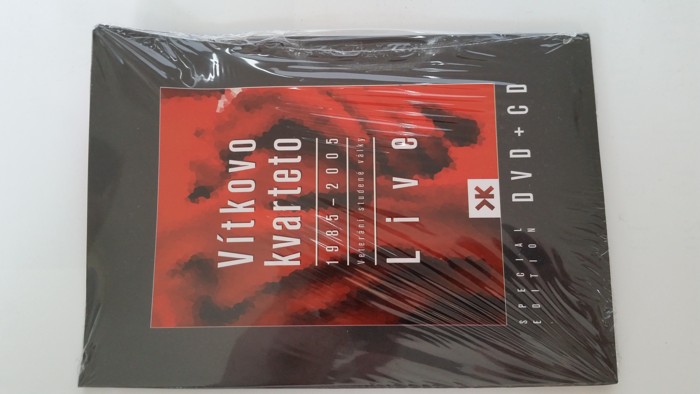 Vítkovo
kvarteto
1985–2005
Veteráni studené války
Live
SPECIAL
EDITION
DVD+CD